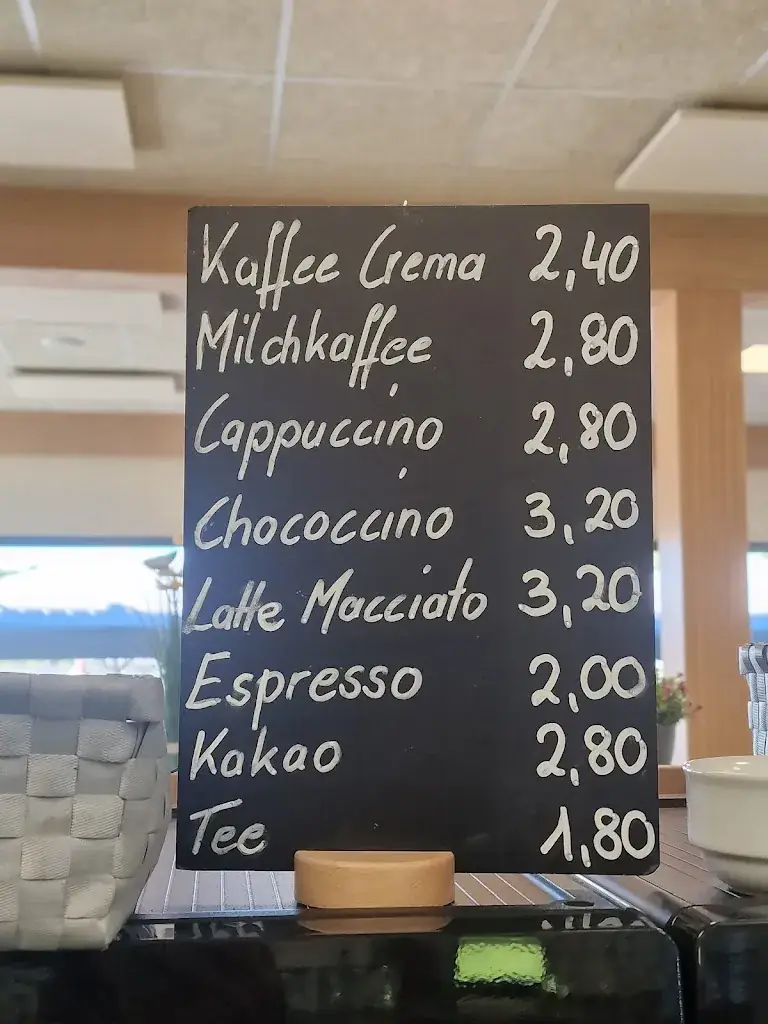 Kaffee Crema 2,40
Milchkaffee 2,80
Cappuccino 2,80
Chococcino 3,20
Latte Macciato 3,20
Espresso 2,00
Kakao 2,80
Tee 1,80